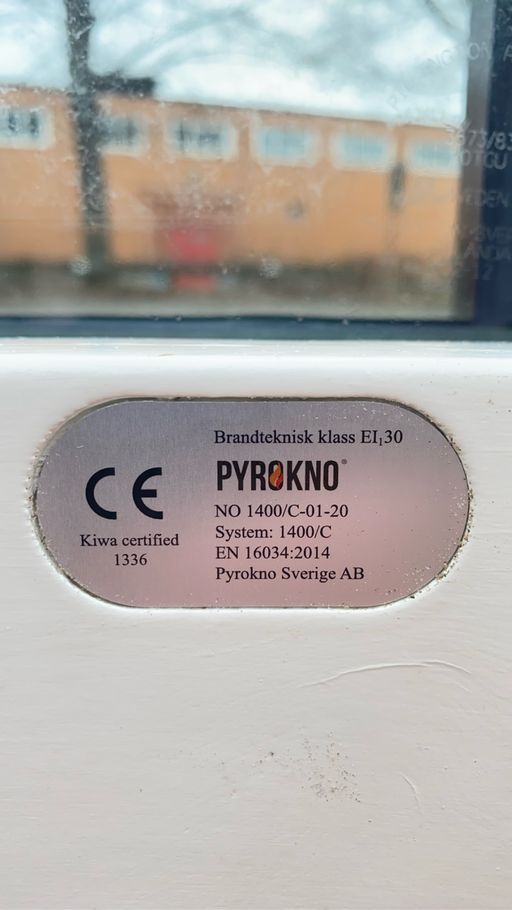 Brandteknisk klass EI₁30
PYROKNO®
NO 1400/C-01-20
System: 1400/C
EN 16034:2014
Pyrokno Sverige AB
CE
Kiwa certified
1336